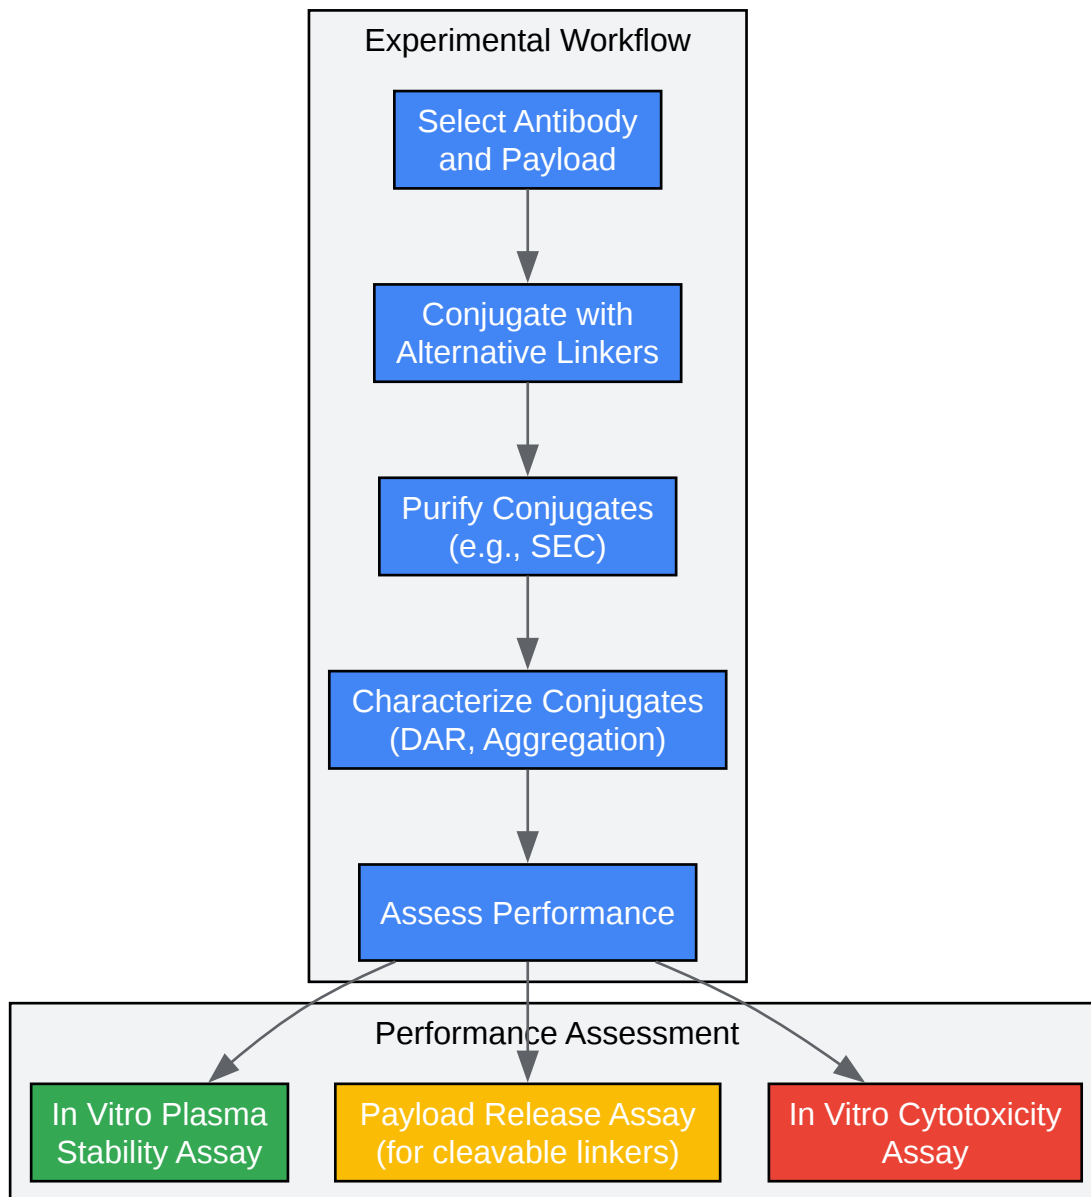 Experimental Workflow
Select Antibody
and Payload
Conjugate with
Alternative Linkers
Purify Conjugates
(e.g., SEC)
Characterize Conjugates
(DAR, Aggregation)
Assess Performance
Performance Assessment
In Vitro Plasma
Stability Assay
Payload Release Assay
(for cleavable linkers)
In Vitro Cytotoxicity
Assay